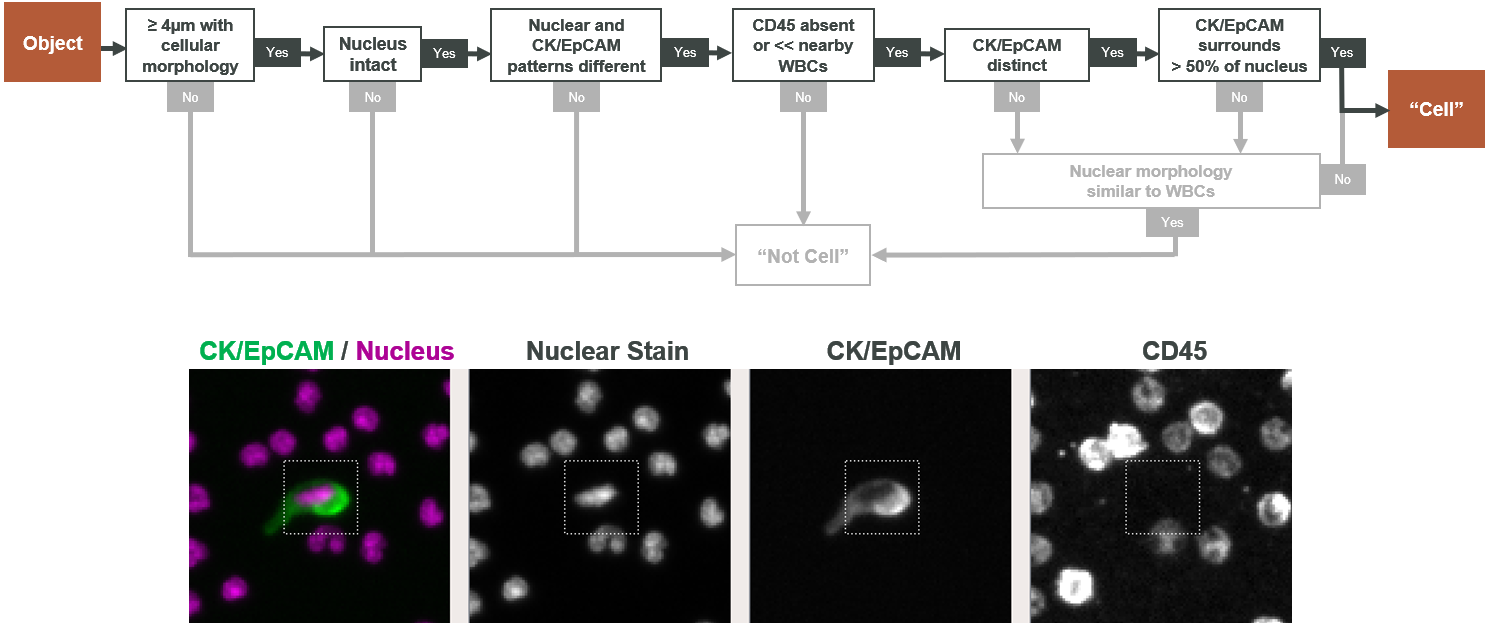 Object
≥ 4µm with
cellular
morphology
Yes
Nucleus
intact
Yes
Nuclear and
CK/EpCAM
patterns different
Yes
CD45 absent
or << nearby
WBCs
Yes
CK/EpCAM
distinct
Yes
CK/EpCAM
surrounds
> 50% of nucleus
Yes
“Cell”
No
No
No
No
No
No
Nuclear morphology
similar to WBCs
No
Yes
“Not Cell”
CK/EpCAM / Nucleus
Nuclear Stain
CK/EpCAM
CD45